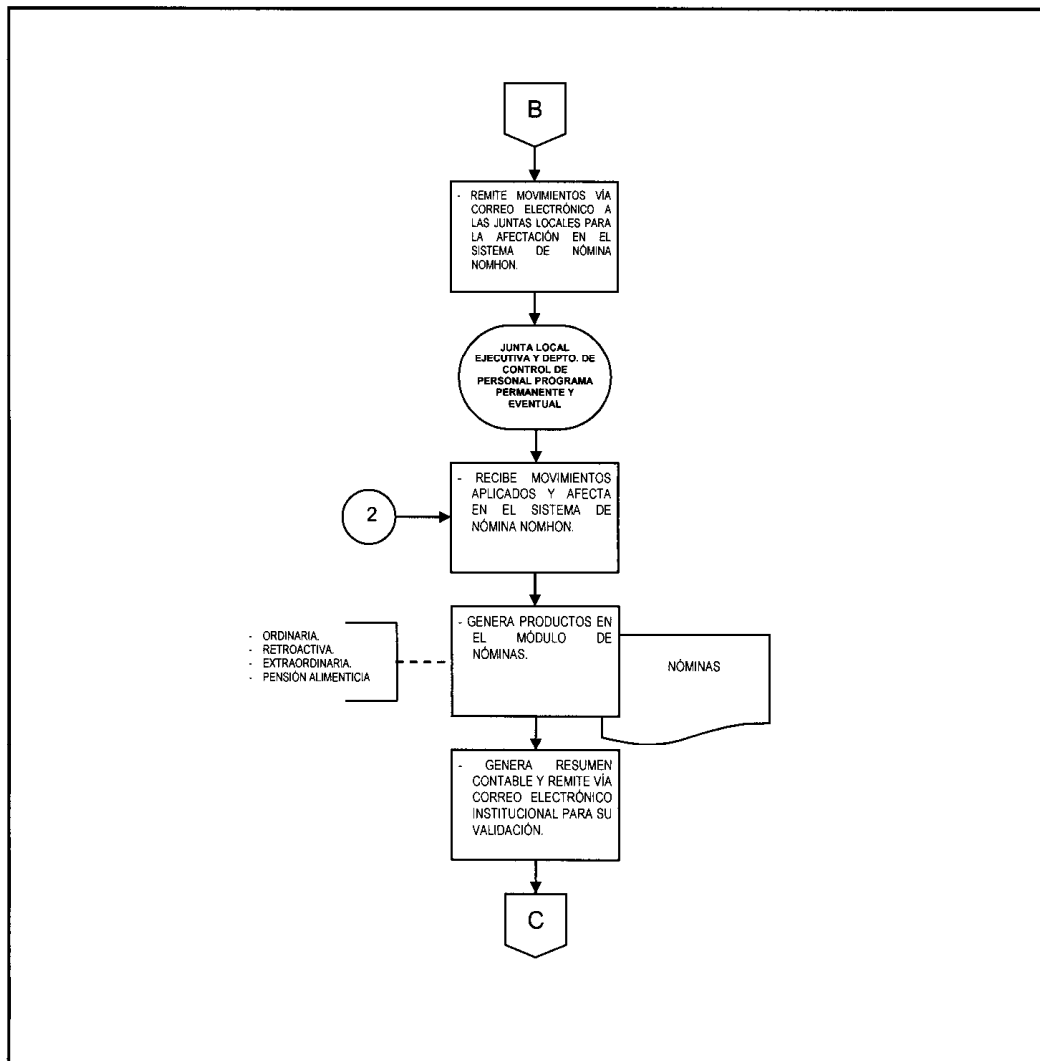 B
- REMITE MOVIMIENTOS VÍA
CORREO ELECTRÓNICO A
LAS JUNTAS LOCALES PARA
LA AFECTACIÓN EN EL
SISTEMA DE NÓMINA
NOMHON.
JUNTA LOCAL
EJECUTIVA Y DEPTO. DE
CONTROL DE
PERSONAL PROGRAMA
PERMANENTE Y
EVENTUAL
- RECIBE MOVIMIENTOS
APLICADOS Y AFECTA
EN EL SISTEMA DE
NÓMINA NOMHON.
2
- GENERA PRODUCTOS EN
EL MÓDULO DE
NÓMINAS.
- ORDINARIA.
- RETROACTIVA.
- EXTRAORDINARIA.
- PENSIÓN ALIMENTICIA
NÓMINAS
- GENERA RESUMEN
CONTABLE Y REMITE VÍA
CORREO ELECTRÓNICO
INSTITUCIONAL PARA SU
VALIDACIÓN.
C